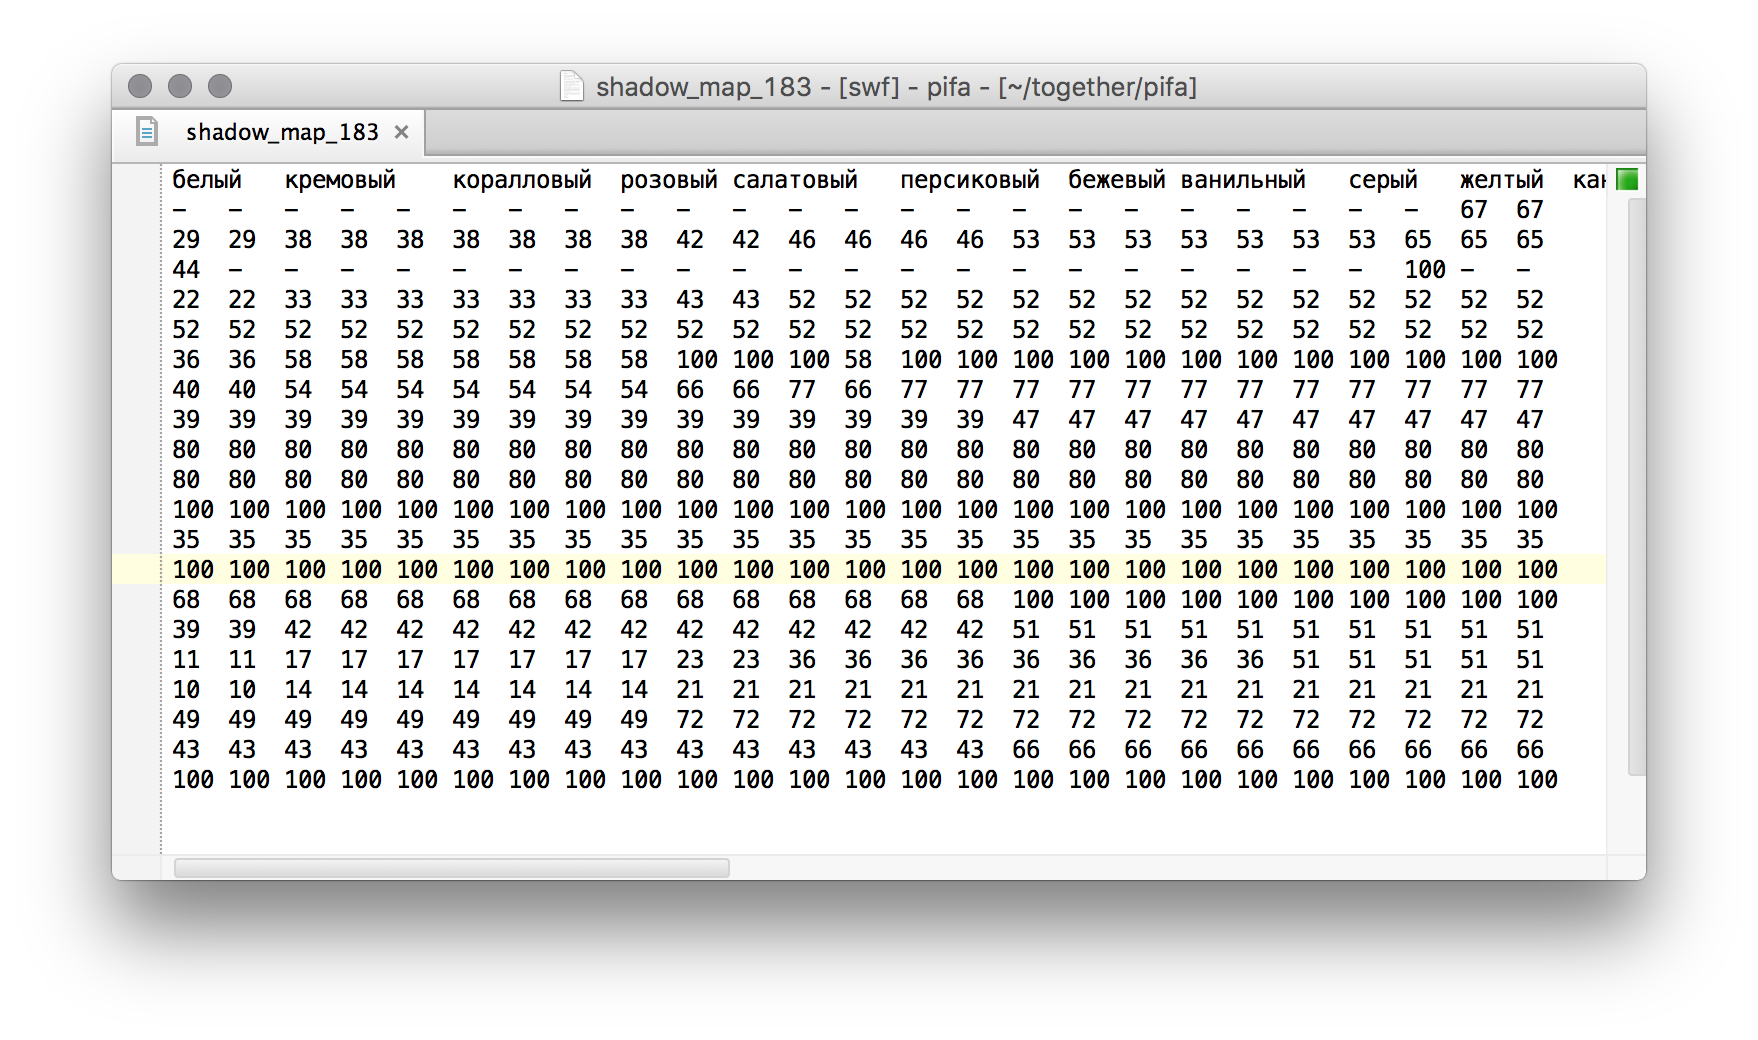 shadow_map_183 – [swf] – pifa – [~/together/pifa]
shadow_map_183 ×
белый кремовый коралловый розовый салатовый персиковый бежевый ванильный серый желтый
– – – – – – – – – – – – – – – – – – – – – – – 67 67
29 29 38 38 38 38 38 38 38 42 42 46 46 46 46 53 53 53 53 53 53 53 65 65 65
44 – – – – – – – – – – – – – – – – – – – – – 100 – –
22 22 33 33 33 33 33 33 33 43 43 52 52 52 52 52 52 52 52 52 52 52 52 52 52
52 52 52 52 52 52 52 52 52 52 52 52 52 52 52 52 52 52 52 52 52 52 52 52 52
36 36 58 58 58 58 58 58 58 100 100 100 58 100 100 100 100 100 100 100 100 100 100 100 100
40 40 54 54 54 54 54 54 54 66 66 77 66 77 77 77 77 77 77 77 77 77 77 77 77
39 39 39 39 39 39 39 39 39 39 39 39 39 39 39 47 47 47 47 47 47 47 47 47 47
80 80 80 80 80 80 80 80 80 80 80 80 80 80 80 80 80 80 80 80 80 80 80 80 80
80 80 80 80 80 80 80 80 80 80 80 80 80 80 80 80 80 80 80 80 80 80 80 80 80
100 100 100 100 100 100 100 100 100 100 100 100 100 100 100 100 100 100 100 100 100 100 100 100 100
35 35 35 35 35 35 35 35 35 35 35 35 35 35 35 35 35 35 35 35 35 35 35 35 35
100 100 100 100 100 100 100 100 100 100 100 100 100 100 100 100 100 100 100 100 100 100 100 100 100
68 68 68 68 68 68 68 68 68 68 68 68 68 68 68 100 100 100 100 100 100 100 100 100 100
39 39 42 42 42 42 42 42 42 42 42 42 42 42 42 51 51 51 51 51 51 51 51 51 51
11 11 17 17 17 17 17 17 17 23 23 36 36 36 36 36 36 36 36 36 51 51 51 51 51
10 10 14 14 14 14 14 14 14 21 21 21 21 21 21 21 21 21 21 21 21 21 21 21 21
49 49 49 49 49 49 49 49 49 72 72 72 72 72 72 72 72 72 72 72 72 72 72 72 72
43 43 43 43 43 43 43 43 43 43 43 43 43 43 43 66 66 66 66 66 66 66 66 66 66
100 100 100 100 100 100 100 100 100 100 100 100 100 100 100 100 100 100 100 100 100 100 100 100 100